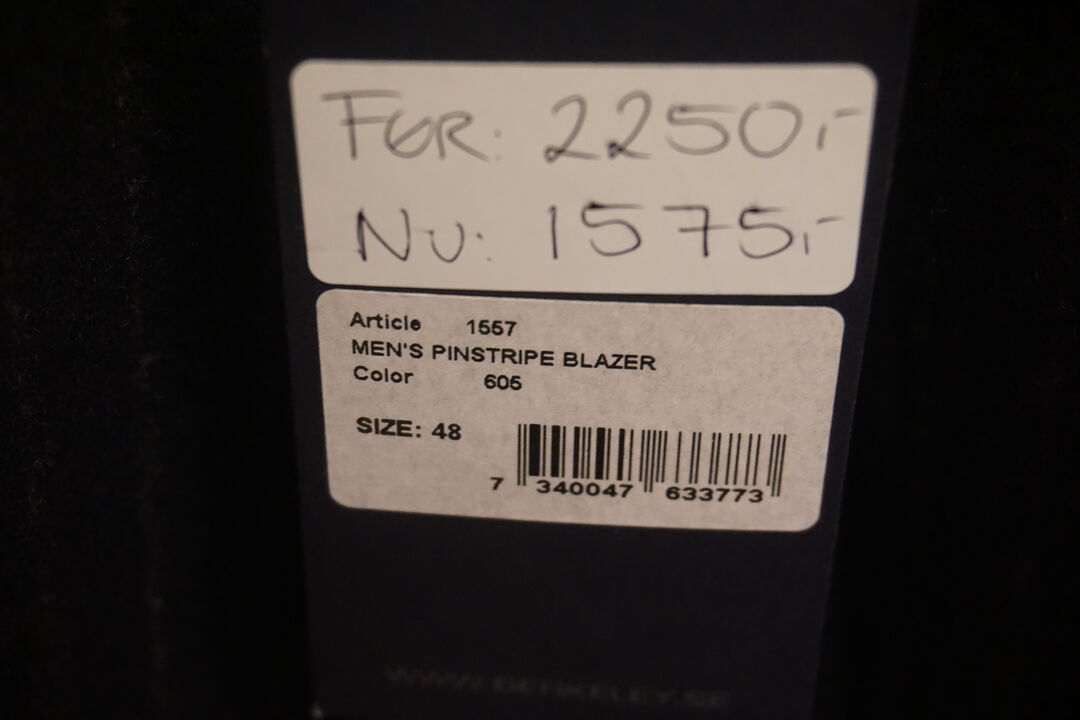 FÖR: 2250,-
NU: 1575,-
Article 1557
MEN'S PINSTRIPE BLAZER
Color 605
SIZE: 48
7 340047 633773
WWW.BERKELEY.SE